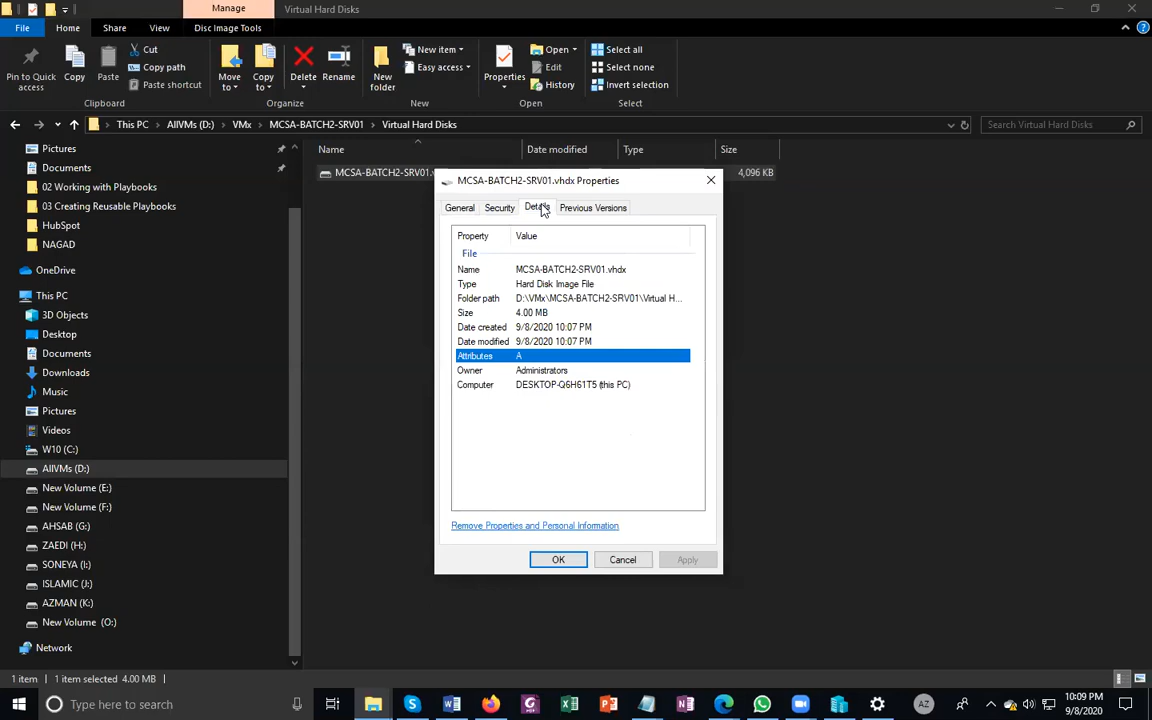 Manage
Virtual Hard Disks
File
Home
Share
View
Disc Image Tools
Pin to Quick access
Copy
Paste
Cut
Copy path
Paste shortcut
Clipboard
Move to
Copy to
Delete
Rename
Organize
New folder
New item
Easy access
New
Properties
Open
Edit
History
Open
Select all
Select none
Invert selection
Select
This PC
AllVMs (D:)
VMx
MCSA-BATCH2-SRV01
Virtual Hard Disks
Search Virtual Hard Disks
Pictures
Documents
02 Working with Playbooks
03 Creating Reusable Playbooks
HubSpot
NAGAD
OneDrive
This PC
3D Objects
Desktop
Documents
Downloads
Music
Pictures
Videos
W10 (C:)
AllVMs (D:)
New Volume (E:)
New Volume (F:)
AHSAB (G:)
ZAEDI (H:)
SONEYA (I:)
ISLAMIC (J:)
AZMAN (K:)
New Volume (O:)
Network
Name
Date modified
Type
Size
MCSA-BATCH2-SRV01.
4,096 KB
MCSA-BATCH2-SRV01.vhdx Properties
General
Security
Details
Previous Versions
Property Value
File
Name MCSA-BATCH2-SRV01.vhdx
Type Hard Disk Image File
Folder path D:\VMx\MCSA-BATCH2-SRV01\Virtual H...
Size 4.00 MB
Date created 9/8/2020 10:07 PM
Date modified 9/8/2020 10:07 PM
Attributes A
Owner Administrators
Computer DESKTOP-Q6H61T5 (this PC)
Remove Properties and Personal Information
OK
Cancel
Apply
1 item
1 item selected 4.00 MB
Type here to search
AZ
10:09 PM
9/8/2020